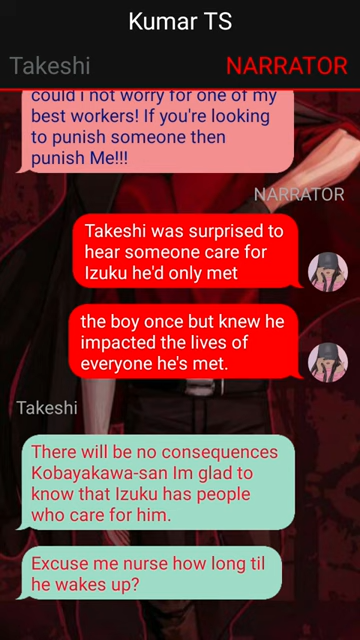 Kumar TS
Takeshi NARRATOR
could i not worry for one of my
best workers! If you're looking
to punish someone then
punish Me!!!
NARRATOR
Takeshi was surprised to
hear someone care for
Izuku he'd only met
the boy once but knew he
impacted the lives of
everyone he's met.
Takeshi
There will be no consequences
Kobayakawa-san Im glad to
know that Izuku has people
who care for him.
Excuse me nurse how long til
he wakes up?